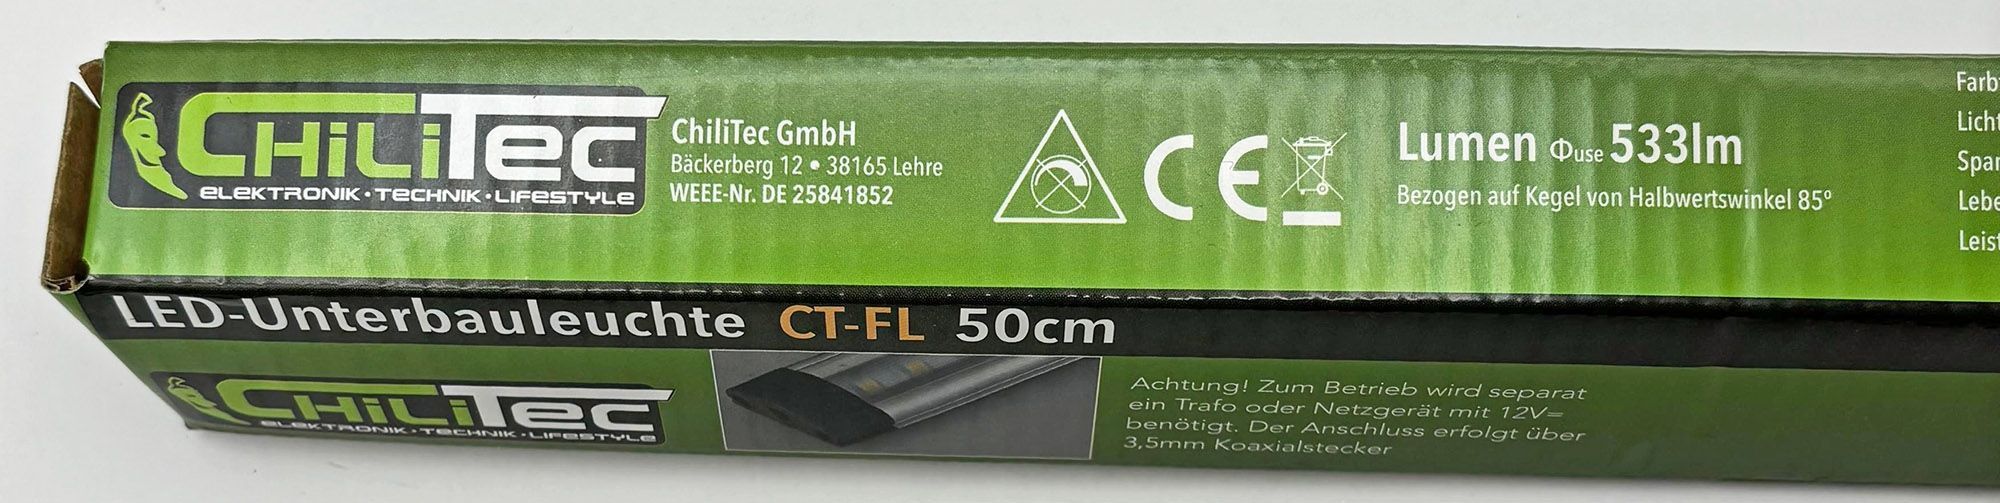 CHiLiTEC
ELEKTRONIK · TECHNIK · LIFESTYLE
ChiliTec GmbH
Bäckerberg 12 • 38165 Lehre
WEEE-Nr. DE 25841852
CE
Lumen Φuse 533lm
Bezogen auf Kegel von Halbwertswinkel 85°
LED-Unterbauleuchte CT-FL 50cm
CHiLiTEC
ELEKTRONIK · TECHNIK · LIFESTYLE
Achtung! Zum Betrieb wird separat
ein Trafo oder Netzgerät mit 12V=
benötigt. Der Anschluss erfolgt über
3,5mm Koaxialstecker